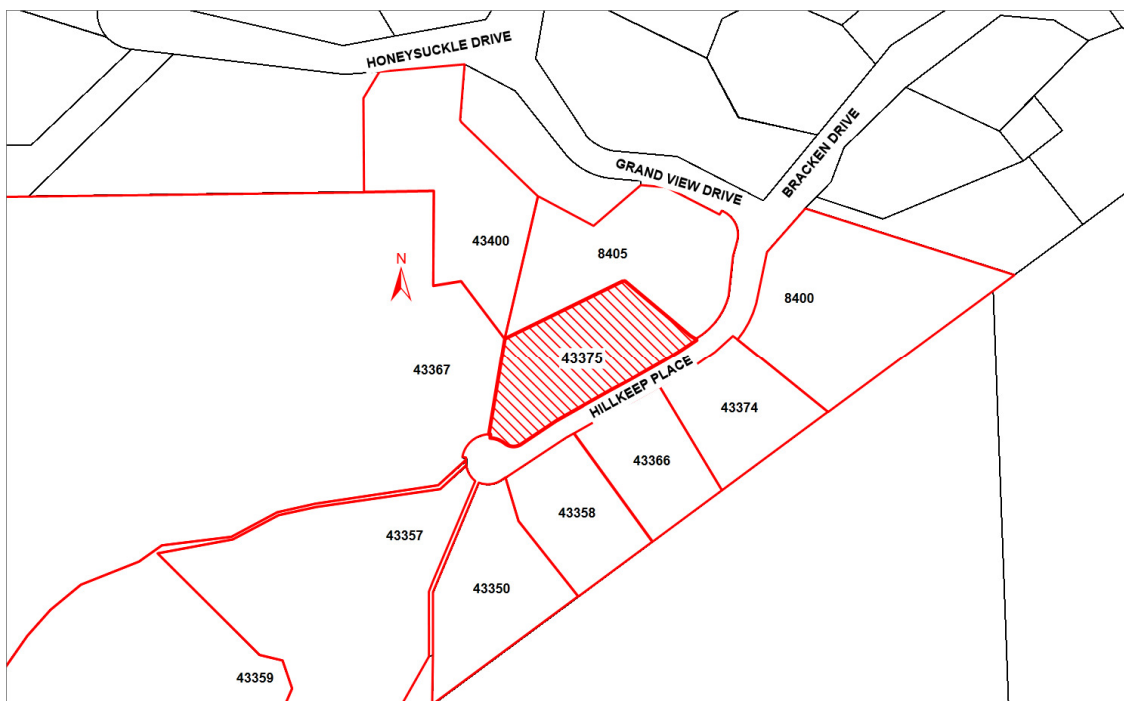 HONEYSUCKLE DRIVE
BRACKEN DRIVE
GRAND VIEW DRIVE
43400
8405
N
8400
43375
43367
HILLKEEP PLACE
43374
43366
43358
43357
43350
43359